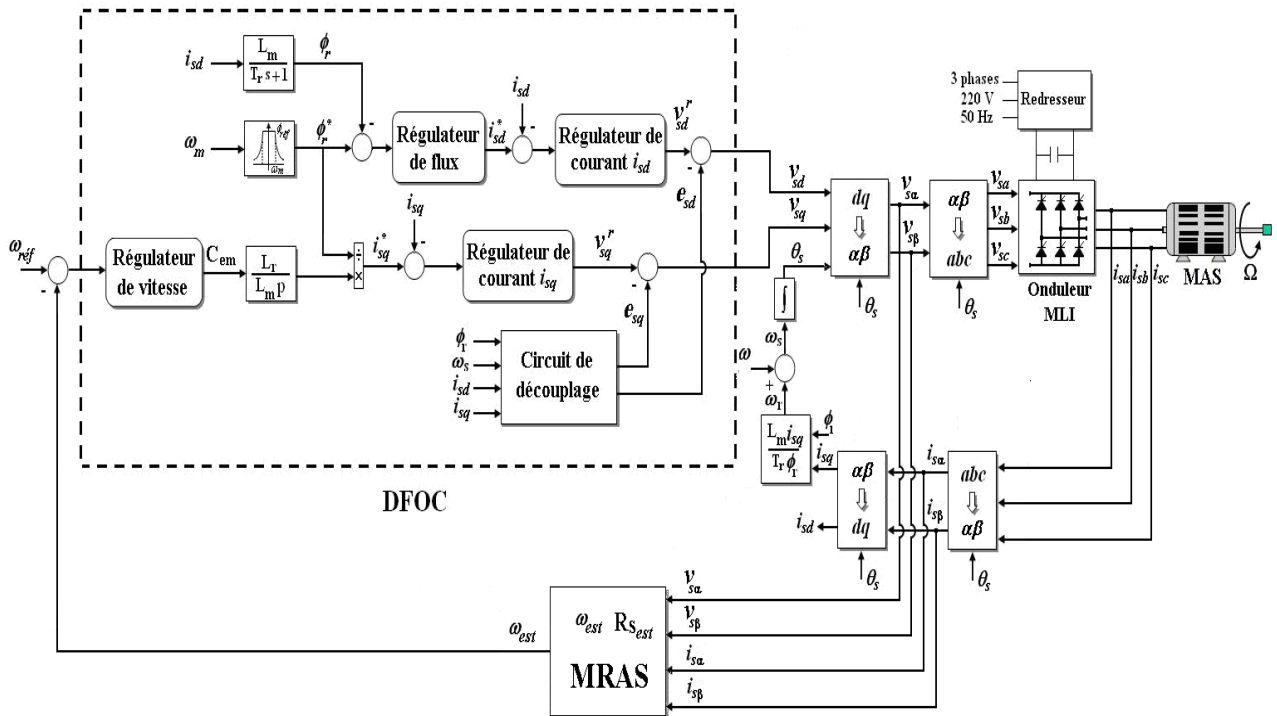 i_sd
L_m
T_r s+1
ϕ_r
ω_m
ϕ_réf
ω_m
ϕ_r*
-
Régulateur
de flux
i_sd*
i_sd
-
Régulateur de
courant i_sd
v_sd^r
-
e_sd
ω_réf
-
Régulateur
de vitesse
C_em
L_r
L_m p
÷
×
i_sq*
i_sq
-
Régulateur de
courant i_sq
v_sq^r
-
e_sq
ϕ_r
ω_s
i_sd
i_sq
Circuit de
découplage
DFOC
v_sd
v_sq
θ_s
dq
⇩
αβ
θ_s
∫
ω_s
ω
+
ω_r
L_m i_sq
T_r ϕ_r
i_sq
i_sd
αβ
⇩
dq
θ_s
v_sα
v_sβ
αβ
⇩
abc
θ_s
v_sa
v_sb
v_sc
3 phases
220 V
50 Hz
Redresseur
Onduleur
MLI
i_sa i_sb i_sc
MAS
Ω
i_sα
i_sβ
abc
⇩
αβ
θ_s
v_sα
v_sβ
i_sα
i_sβ
ω_est Rs_est
MRAS
ω_est